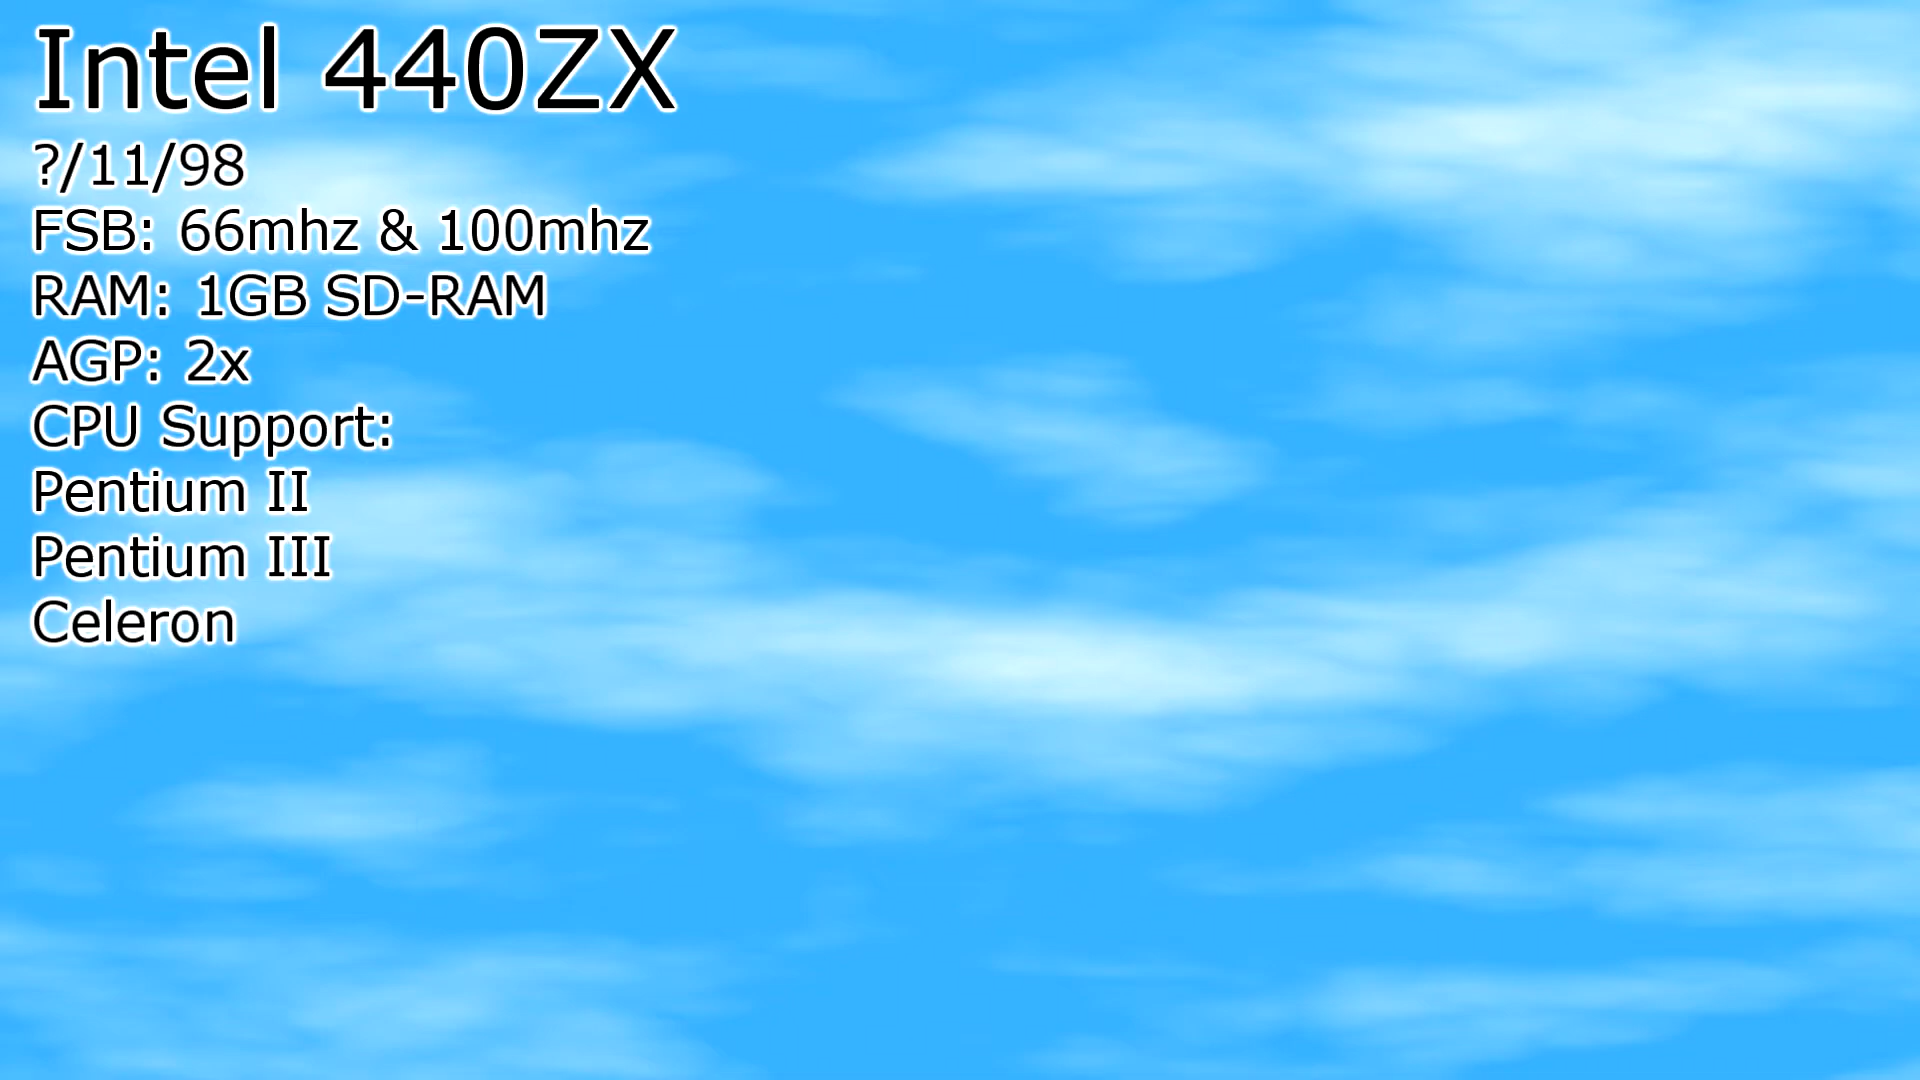 Intel 440ZX
?/11/98
FSB: 66mhz & 100mhz
RAM: 1GB SD-RAM
AGP: 2x
CPU Support:
Pentium II
Pentium III
Celeron